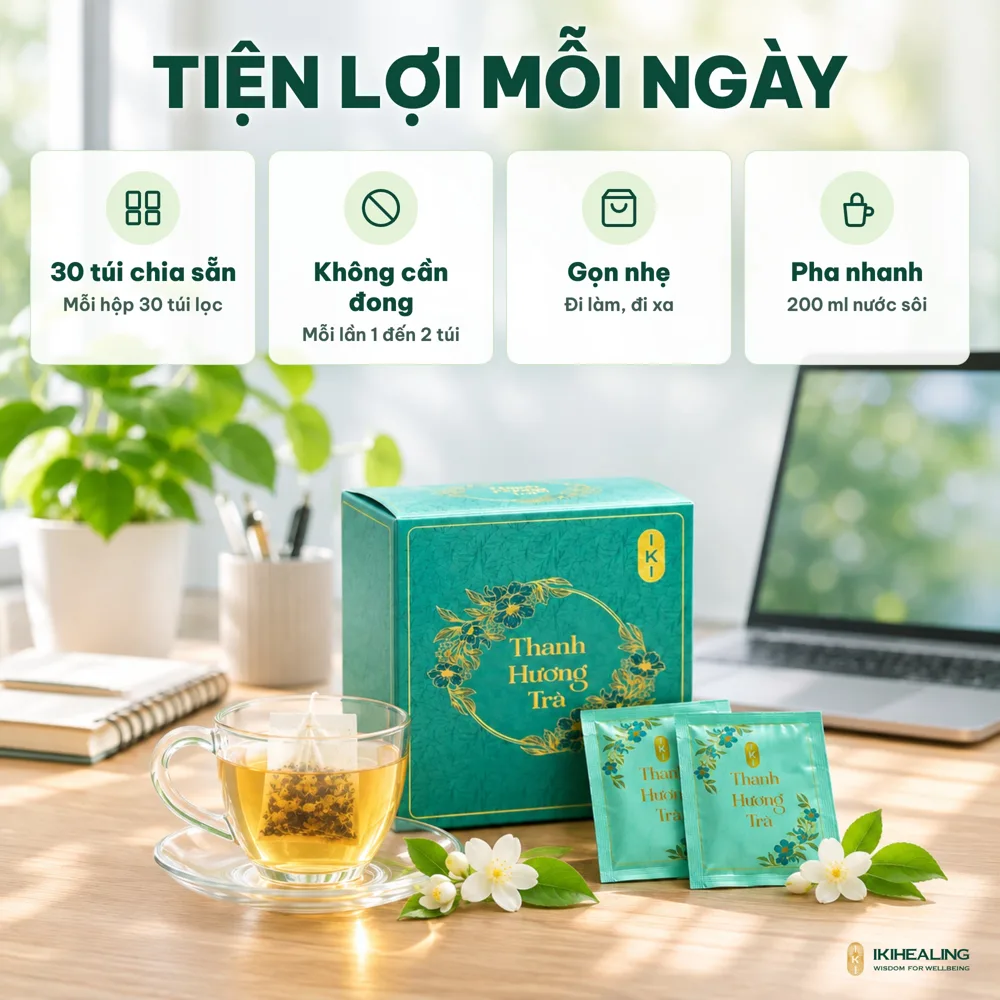 TIỆN LỢI MỖI NGÀY
30 túi chia sẵn
Mỗi hộp 30 túi lọc
Không cần
đong
Mỗi lần 1 đến 2 túi
Gọn nhẹ
Đi làm, đi xa
Pha nhanh
200 ml nước sôi
I
K
I
Thanh
Hương
Trà
IKI
Thanh
Hương
Trà
I
K
I
Thanh
Hương
Trà
IKI
IKIHEALING
WISDOM FOR WELLBEING